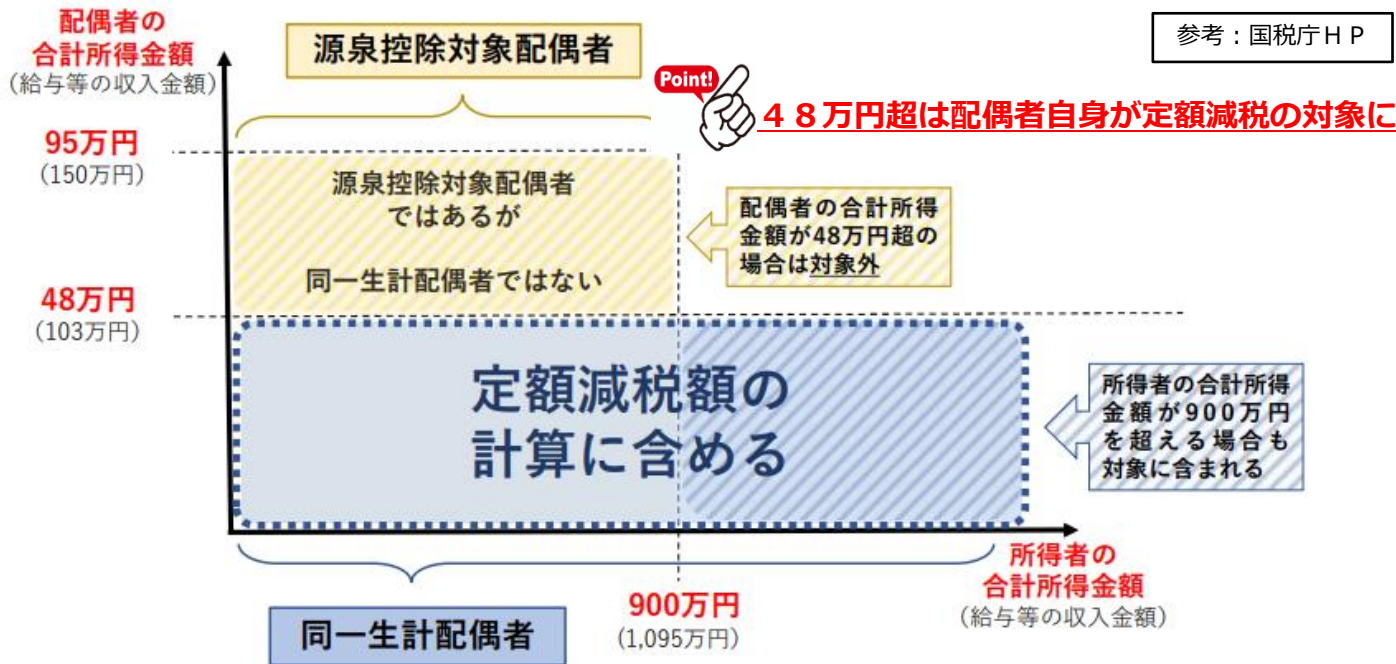 配偶者の
合計所得金額
（給与等の収入金額）
源泉控除対象配偶者
参考：国税庁ＨＰ
Point!
４８万円超は配偶者自身が定額減税の対象に
95万円
（150万円）
源泉控除対象配偶者
ではあるが
同一生計配偶者ではない
配偶者の合計所得
金額が48万円超の
場合は対象外
48万円
（103万円）
定額減税額の
計算に含める
所得者の合計所得
金額が900万円
を超える場合も
対象に含まれる
同一生計配偶者
900万円
（1,095万円）
所得者の
合計所得金額
（給与等の収入金額）